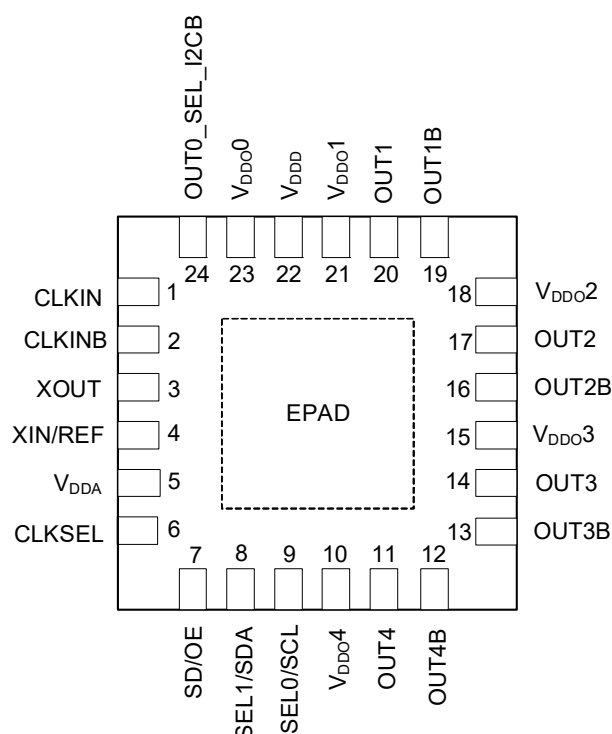 OUT0_SEL_I2CB
VDDO0
VDDD
VDDO1
OUT1
OUT1B
24 23 22 21 20 19
CLKIN 1
CLKINB 2
XOUT 3
XIN/REF 4
VDDA 5
CLKSEL 6
EPAD
18 VDDO2
17 OUT2
16 OUT2B
15 VDDO3
14 OUT3
13 OUT3B
7 8 9 10 11 12
SD/OE
SEL1/SDA
SEL0/SCL
VDDO4
OUT4
OUT4B